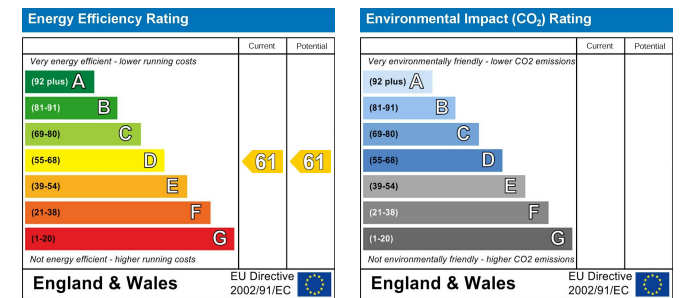 Energy Efficiency Rating
Current Potential
Very energy efficient - lower running costs
(92 plus) A
(81-91) B
(69-80) C
(55-68) D 61 61
(39-54) E
(21-38) F
(1-20) G
Not energy efficient - higher running costs
England & Wales
EU Directive
2002/91/EC
Environmental Impact (CO₂) Rating
Current Potential
Very environmentally friendly - lower CO2 emissions
(92 plus) A
(81-91) B
(69-80) C
(55-68) D
(39-54) E
(21-38) F
(1-20) G
Not environmentally friendly - higher CO2 emissions
England & Wales
EU Directive
2002/91/EC